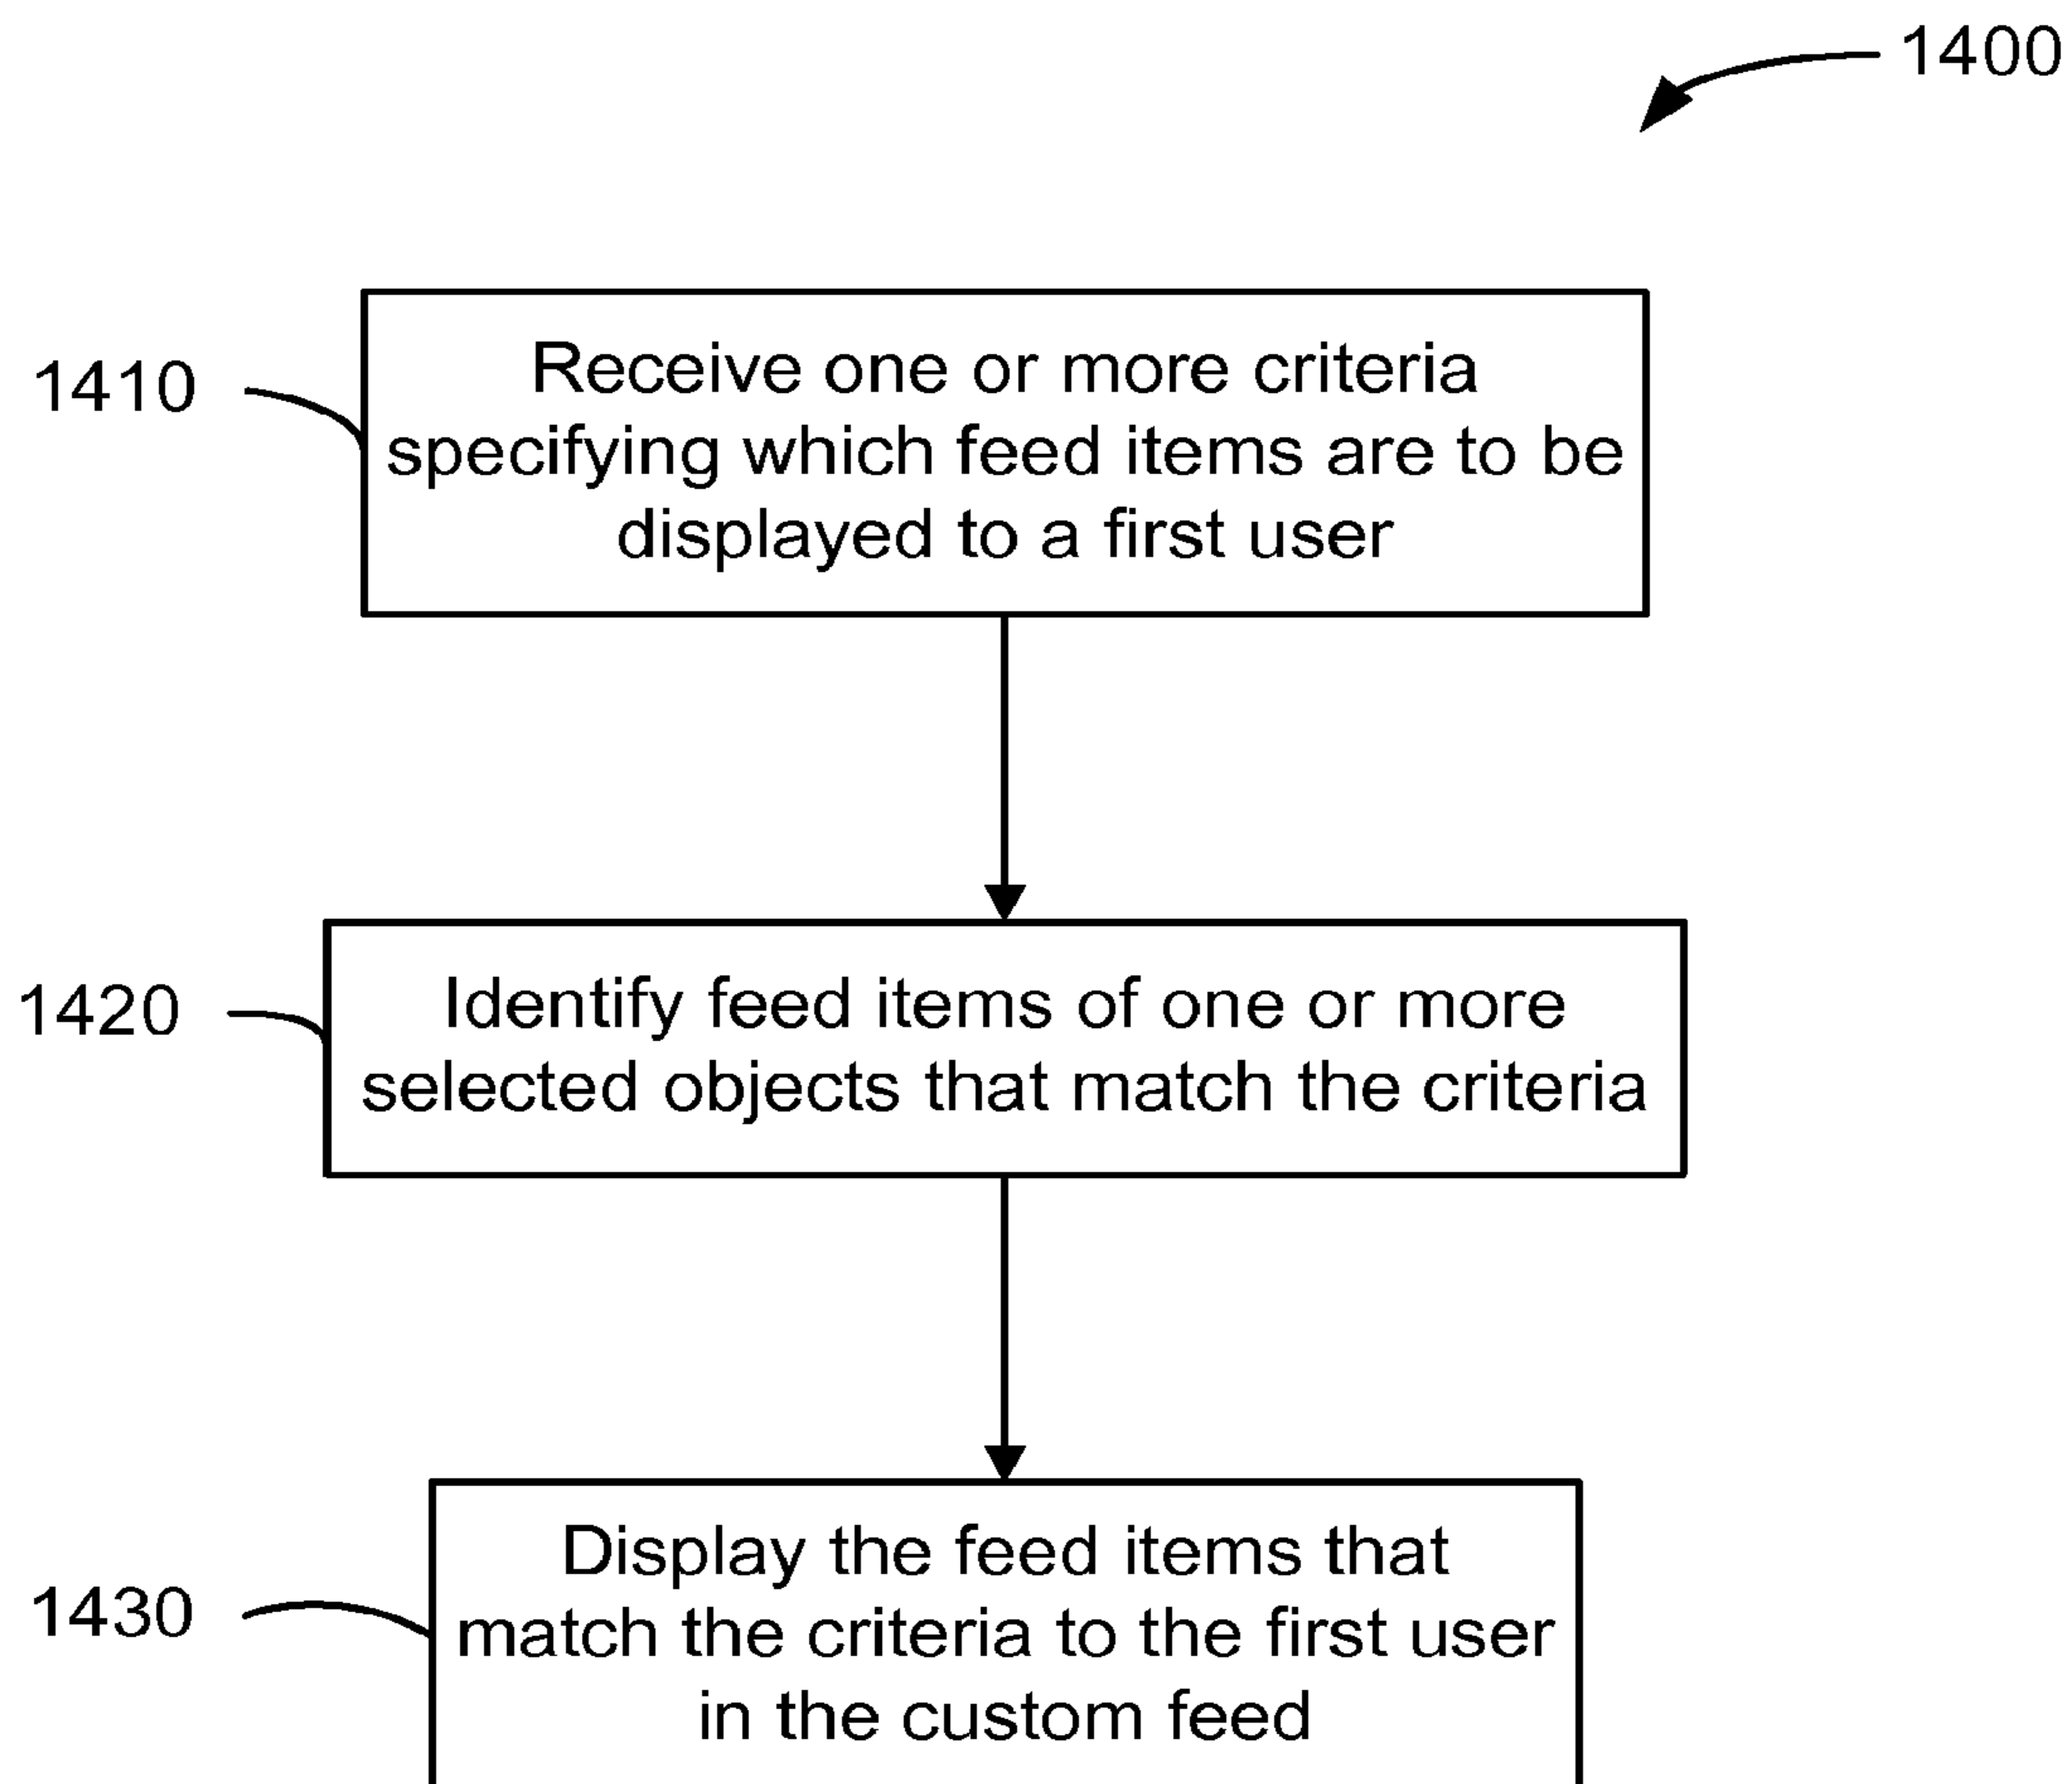 1400
1410
Receive one or more criteria
specifying which feed items are to be
displayed to a first user
1420
Identify feed items of one or more
selected objects that match the criteria
1430
Display the feed items that
match the criteria to the first user
in the custom feed